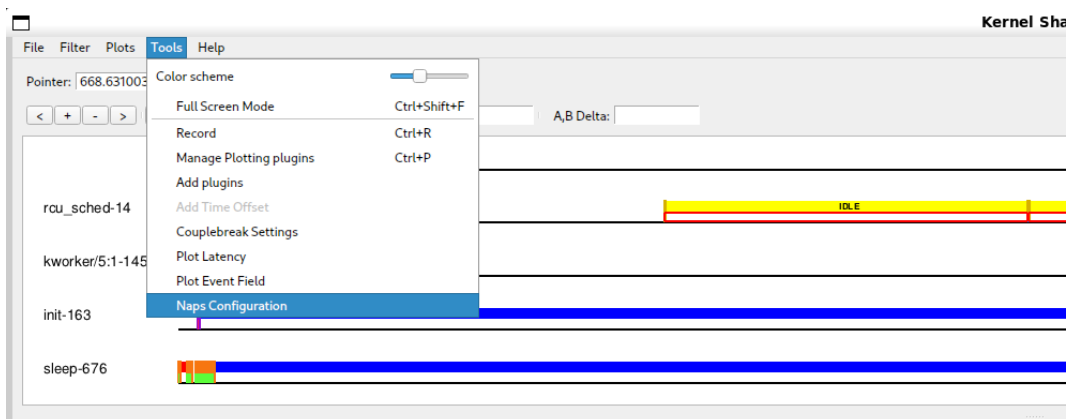 Kernel Sha
File Filter Plots Tools Help
Pointer: 668.631003
Color scheme
< + - >
Full Screen Mode Ctrl+Shift+F
A,B Delta:
Record Ctrl+R
Manage Plotting plugins Ctrl+P
Add plugins
Add Time Offset
Couplebreak Settings
Plot Latency
Plot Event Field
Naps Configuration
rcu_sched-14
IDLE
kworker/5:1-145
init-163
sleep-676